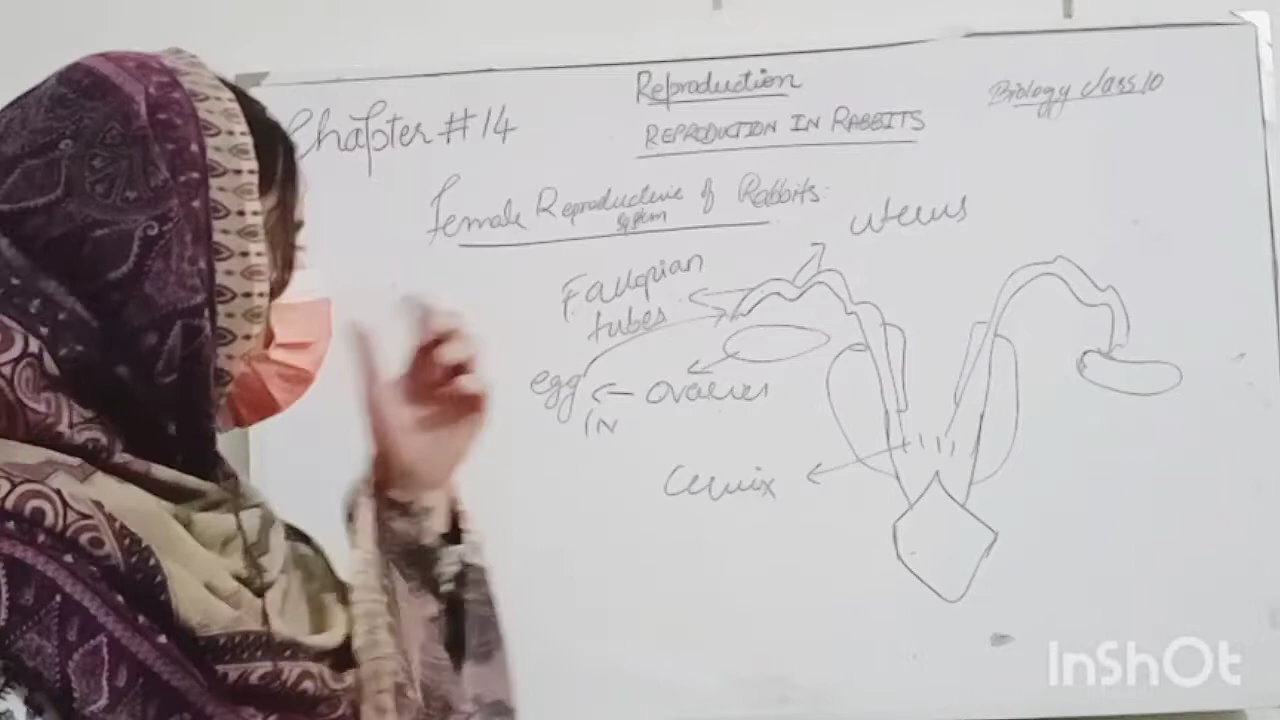 Reproduction
Biology class 10
Chapter # 14
REPRODUCTION IN RABBITS
Female Reproductive system of Rabbits
uterus
Fallopian
tubes
egg ← ovaries
IN
Cervix
InShOt